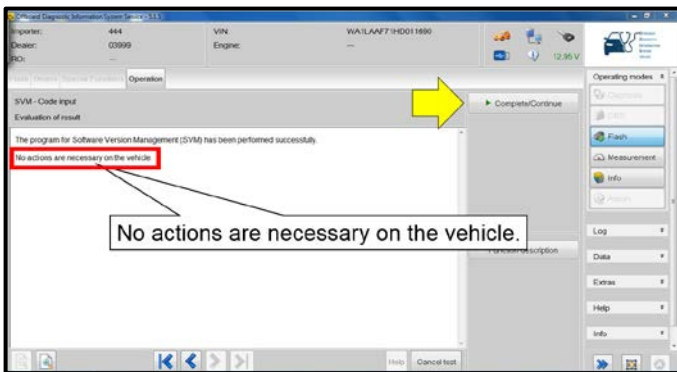 Offboard Diagnostic Information System Service - 5.1.5
Importer: 444
Dealer: 03999
RO: ---
VIN:
Engine: ---
12.95 V
Operation
Operating modes
SVM - Code input
Evaluation of result
Complete/Continue
The program for Software Version Management (SVM) has been performed successfully.
No actions are necessary on the vehicle
No actions are necessary on the vehicle.
Function description
Diagnosis
OBD
Flash
Measurement
Info
Admin
Log
Data
Extras
Help
Info
Help
Cancel test